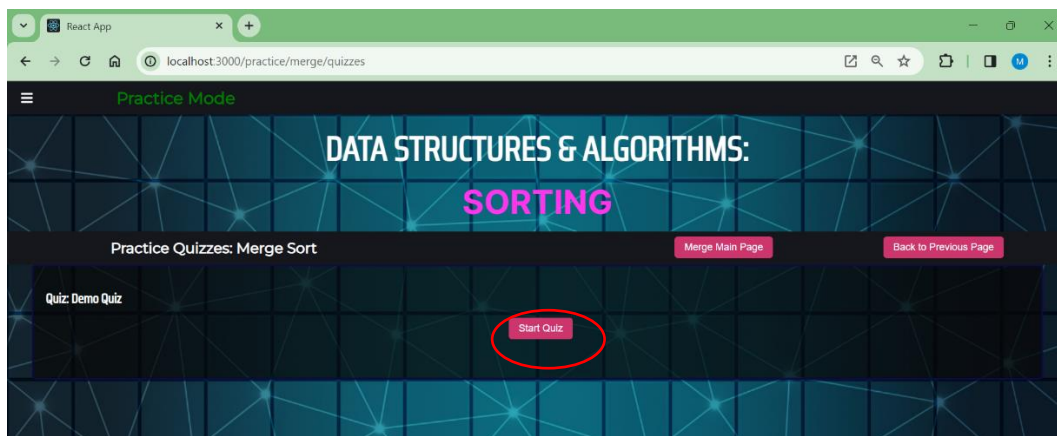 React App
localhost:3000/practice/merge/quizzes
M
Practice Mode
DATA STRUCTURES & ALGORITHMS:
SORTING
Practice Quizzes: Merge Sort
Merge Main Page
Back to Previous Page
Quiz: Demo Quiz
Start Quiz